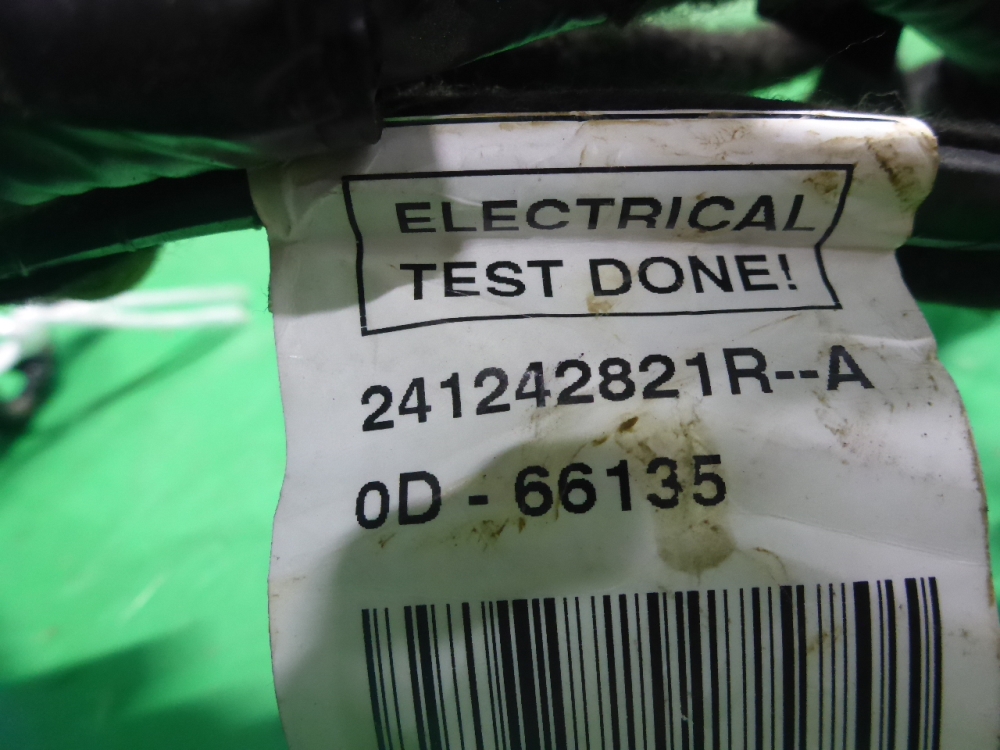 ELECTRICAL
TEST DONE!
241242821R--A
0D - 66135